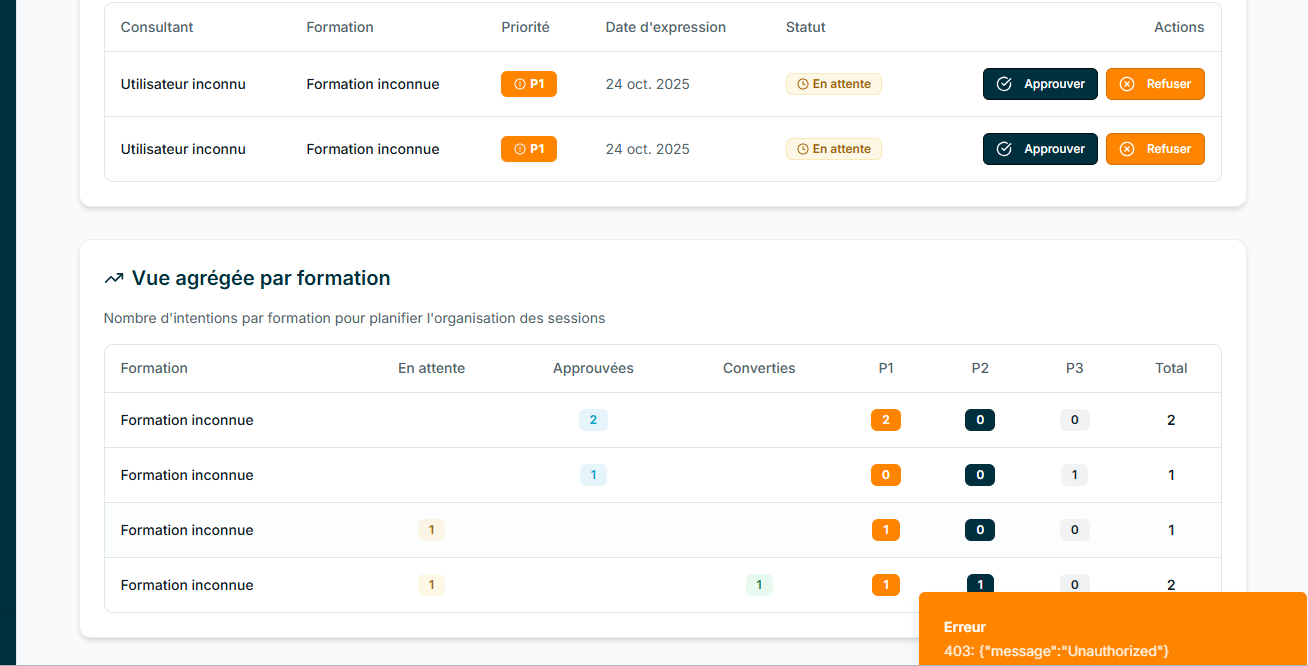 Consultant Formation Priorité Date d'expression Statut Actions
Utilisateur inconnu Formation inconnue P1 24 oct. 2025 En attente Approuver Refuser
Utilisateur inconnu Formation inconnue P1 24 oct. 2025 En attente Approuver Refuser
Vue agrégée par formation
Nombre d'intentions par formation pour planifier l'organisation des sessions
Formation En attente Approuvées Converties P1 P2 P3 Total
Formation inconnue 2 2 0 0 2
Formation inconnue 1 0 0 1 1
Formation inconnue 1 1 0 0 1
Formation inconnue 1 1 1 1 0 2
Erreur
403: {"message":"Unauthorized"}